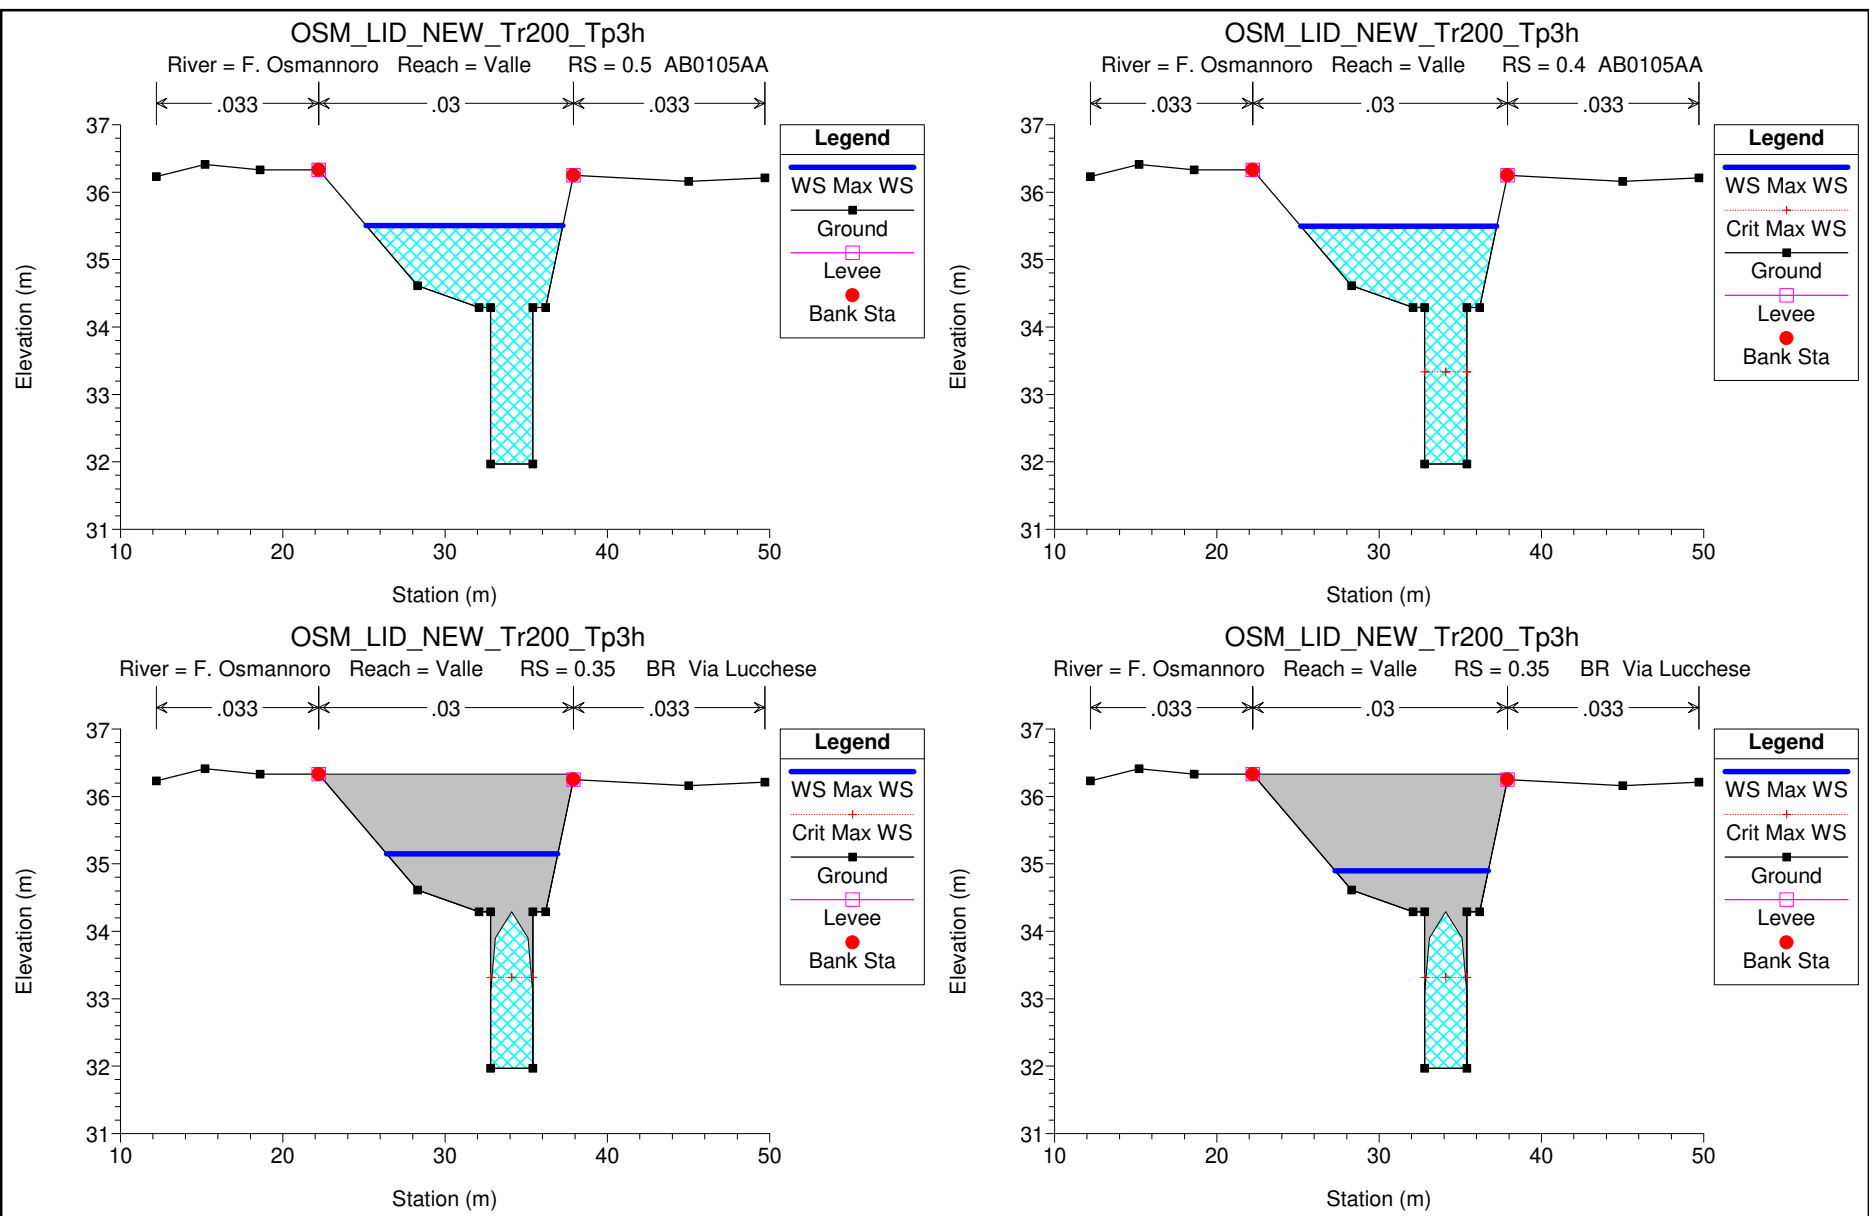 OSM_LID_NEW_Tr200_Tp3h
River = F. Osmannoro Reach = Valle RS = 0.5 AB0105AA
.033 .03 .033
37
36
35
34
33
32
31
10 20 30 40 50
Elevation (m)
Station (m)
Legend
WS Max WS
Ground
Levee
Bank Sta
OSM_LID_NEW_Tr200_Tp3h
River = F. Osmannoro Reach = Valle RS = 0.4 AB0105AA
.033 .03 .033
37
36
35
34
33
32
31
10 20 30 40 50
Elevation (m)
Station (m)
Legend
WS Max WS
Crit Max WS
Ground
Levee
Bank Sta
OSM_LID_NEW_Tr200_Tp3h
River = F. Osmannoro Reach = Valle RS = 0.35 BR Via Lucchese
.033 .03 .033
37
36
35
34
33
32
31
10 20 30 40 50
Elevation (m)
Station (m)
Legend
WS Max WS
Crit Max WS
Ground
Levee
Bank Sta
OSM_LID_NEW_Tr200_Tp3h
River = F. Osmannoro Reach = Valle RS = 0.35 BR Via Lucchese
.033 .03 .033
37
36
35
34
33
32
31
10 20 30 40 50
Elevation (m)
Station (m)
Legend
WS Max WS
Crit Max WS
Ground
Levee
Bank Sta